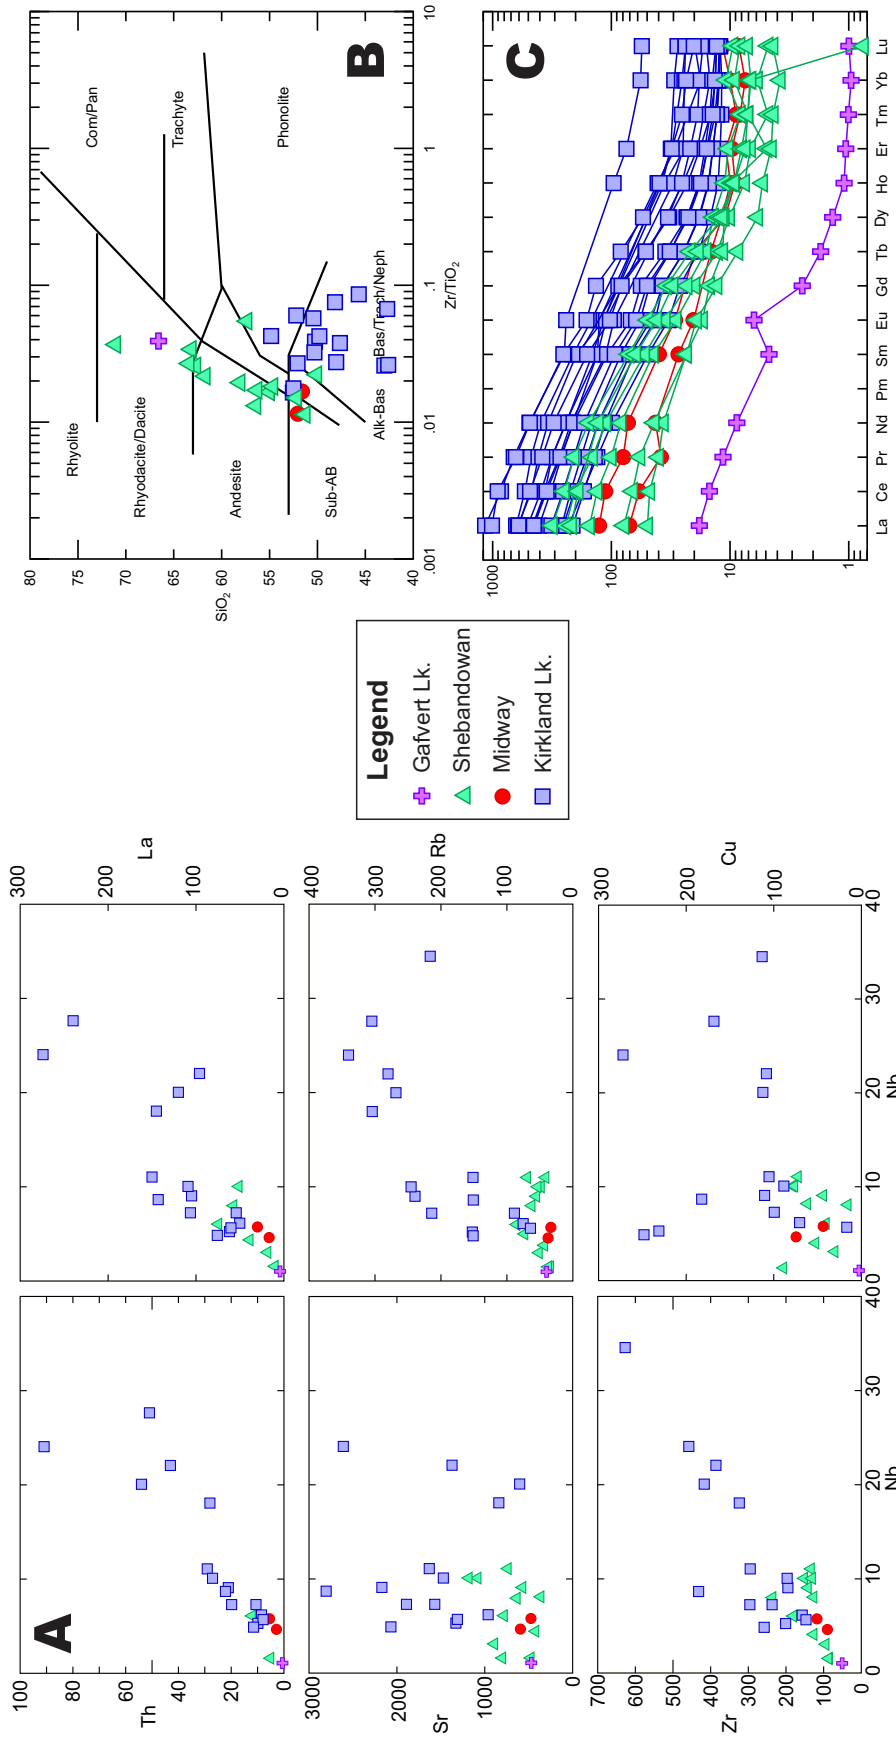 A
100
80
60
40
20
0
Th
300
200
100
0
La
3000
2000
1000
0
Sr
400
300
200
100
0
Rb
700
600
500
400
300
200
100
0
Zr
0
10
20
30
40
Nb
300
200
100
0
Cu
0
10
20
30
40
Nb
Legend
Gafvert Lk.
Shebandowan
Midway
Kirkland Lk.
B
80
75
70
65
60
55
50
45
40
SiO2
.001
.01
.1
1
10
Zr/TiO2
Rhyolite
Com/Pan
Rhyodacite/Dacite
Trachyte
Andesite
Phonolite
Sub-AB
Alk-Bas
Bas/Trach/Neph
C
1000
100
10
1
La
Ce
Pr
Nd
Pm
Sm
Eu
Gd
Tb
Dy
Ho
Er
Tm
Yb
Lu